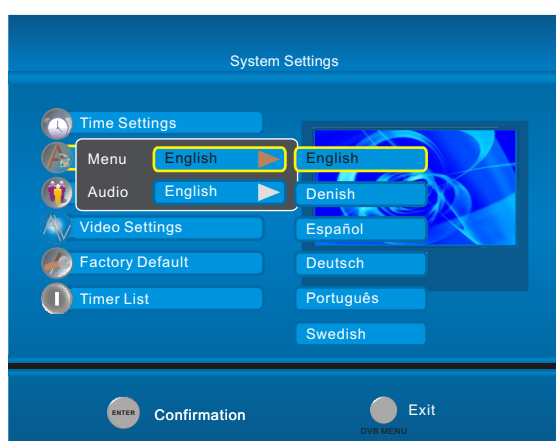 System Settings
Time Settings
Menu English English
Audio English Denish
Video Settings Español
Factory Default Deutsch
Timer List Português
Swedish
ENTER Confirmation Exit
DVB MENU